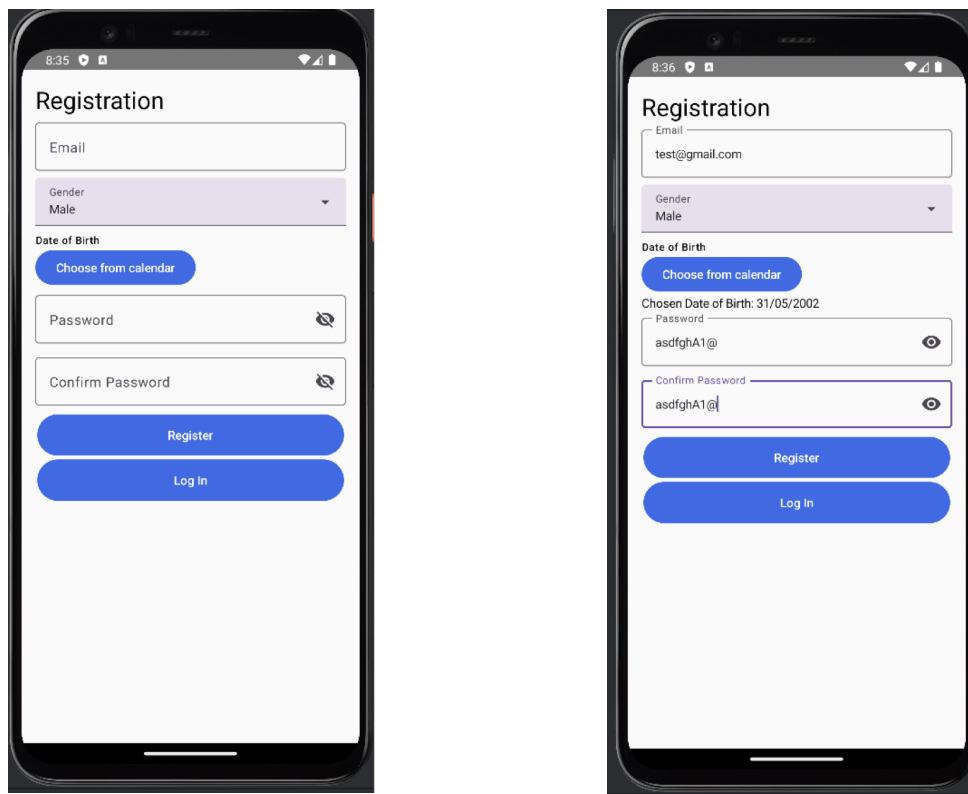 8:35
Registration
Email
Gender
Male
Date of Birth
Choose from calendar
Password
Confirm Password
Register
Log In
8:36
Registration
Email
test@gmail.com
Gender
Male
Date of Birth
Choose from calendar
Chosen Date of Birth: 31/05/2002
Password
asdfghA1@
Confirm Password
asdfghA1@
Register
Log In